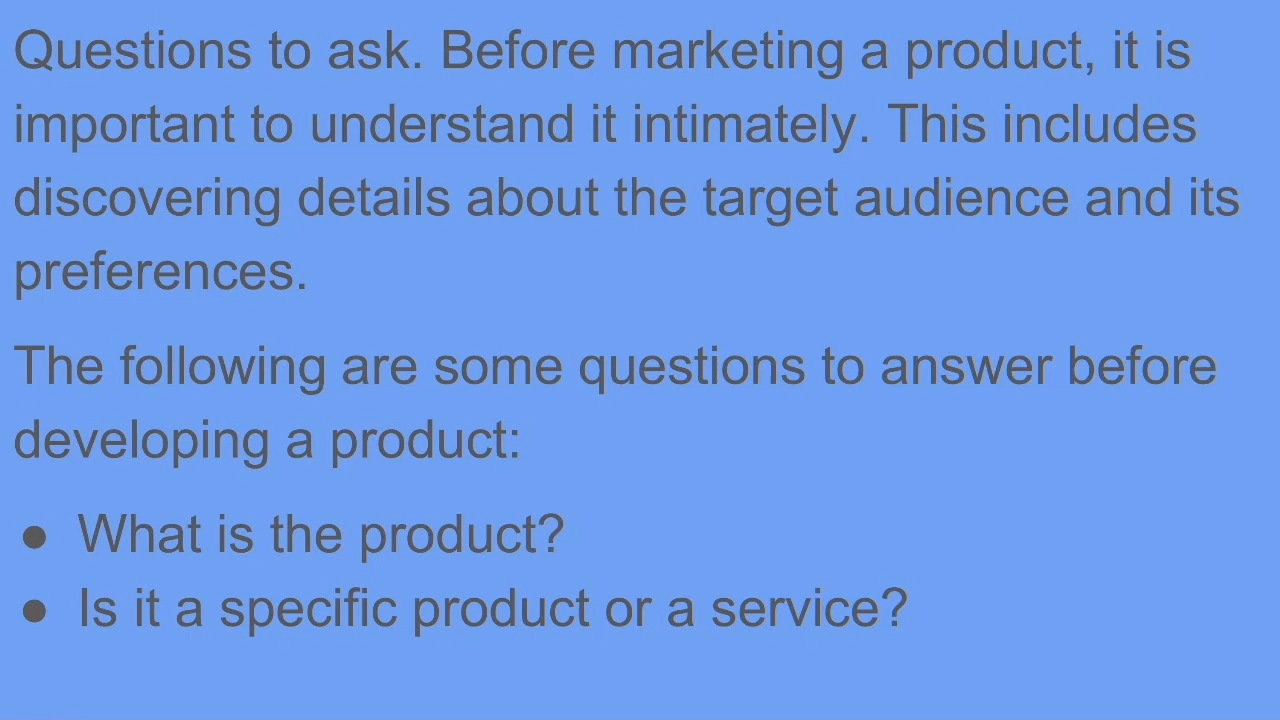 Questions to ask. Before marketing a product, it is
important to understand it intimately. This includes
discovering details about the target audience and its
preferences.
The following are some questions to answer before
developing a product:
● What is the product?
● Is it a specific product or a service?